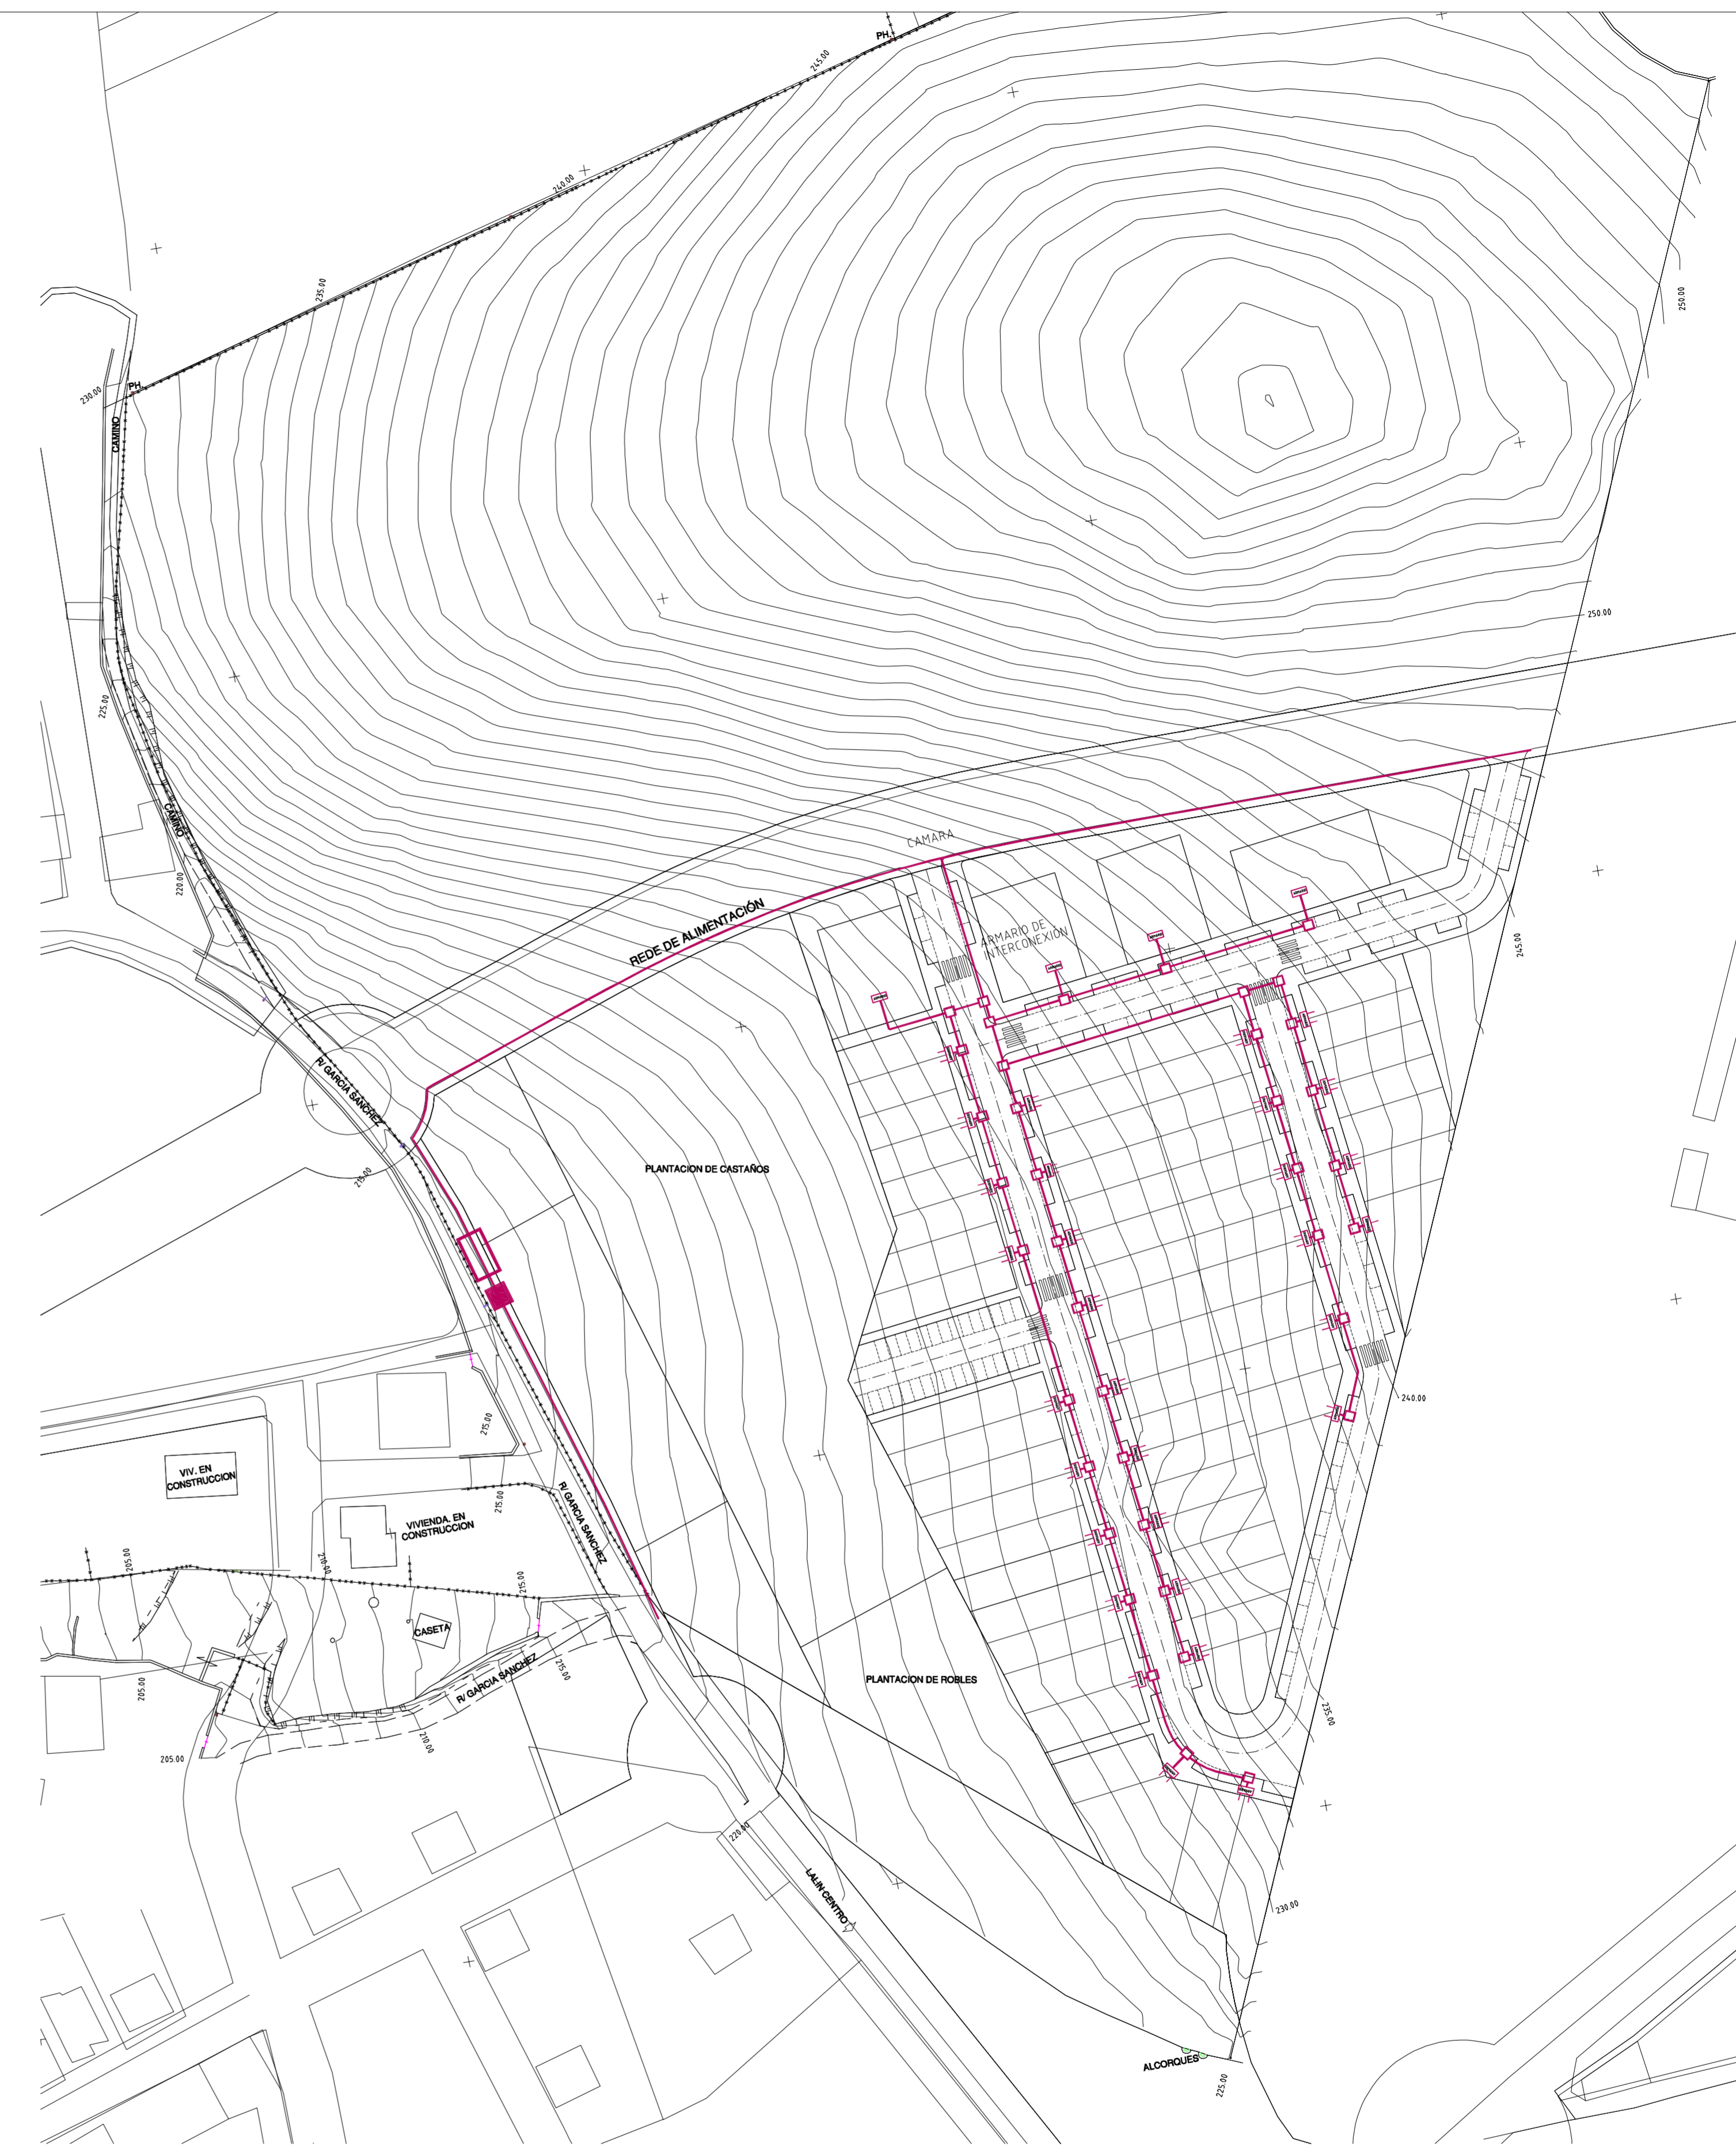 PH.
245.00
240.00
235.00
250.00
PH.
230.00
CAMINO
250.00
225.00
CAMINO
CAMARA
220.00
REDE DE ALIMENTACIÓN
ARMARIO DE
INTERCONEXIÓN
245.00
R/ GARCIA SANCHEZ
PLANTACION DE CASTAÑOS
215.00
240.00
215.00
VIV. EN
CONSTRUCCION
215.00
VIVIENDA. EN
CONSTRUCCION
R/ GARCIA SANCHEZ
205.00
210.00
215.00
CASETA
R/ GARCIA SANCHEZ
215.00
PLANTACION DE ROBLES
205.00
235.00
210.00
205.00
220.00
LALIN CENTRO
230.00
ALCORQUES
225.00